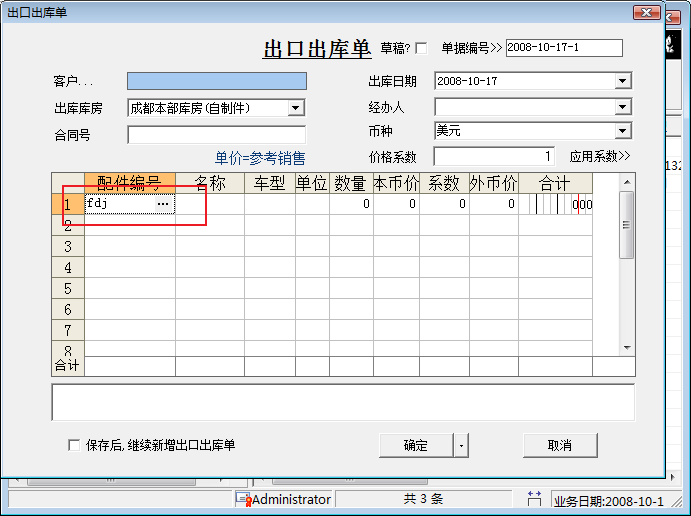 出口出库单
出口出库单 草稿? 单据编号>> 2008-10-17-1
客户... 出库日期 2008-10-17
出库库房 成都本部库房(自制件) 经办人
合同号 币种 美元
单价=参考销售 价格系数 1 应用系数>>
配件编号 名称 车型 单位 数量 本币价 系数 外币价 合计
1 fdj ... 0 0 0 0 000
2
3
4
5
6
7
8
合计
保存后,继续新增出口出库单 确定 取消
132
Administrator 共 3 条 业务日期:2008-10-1